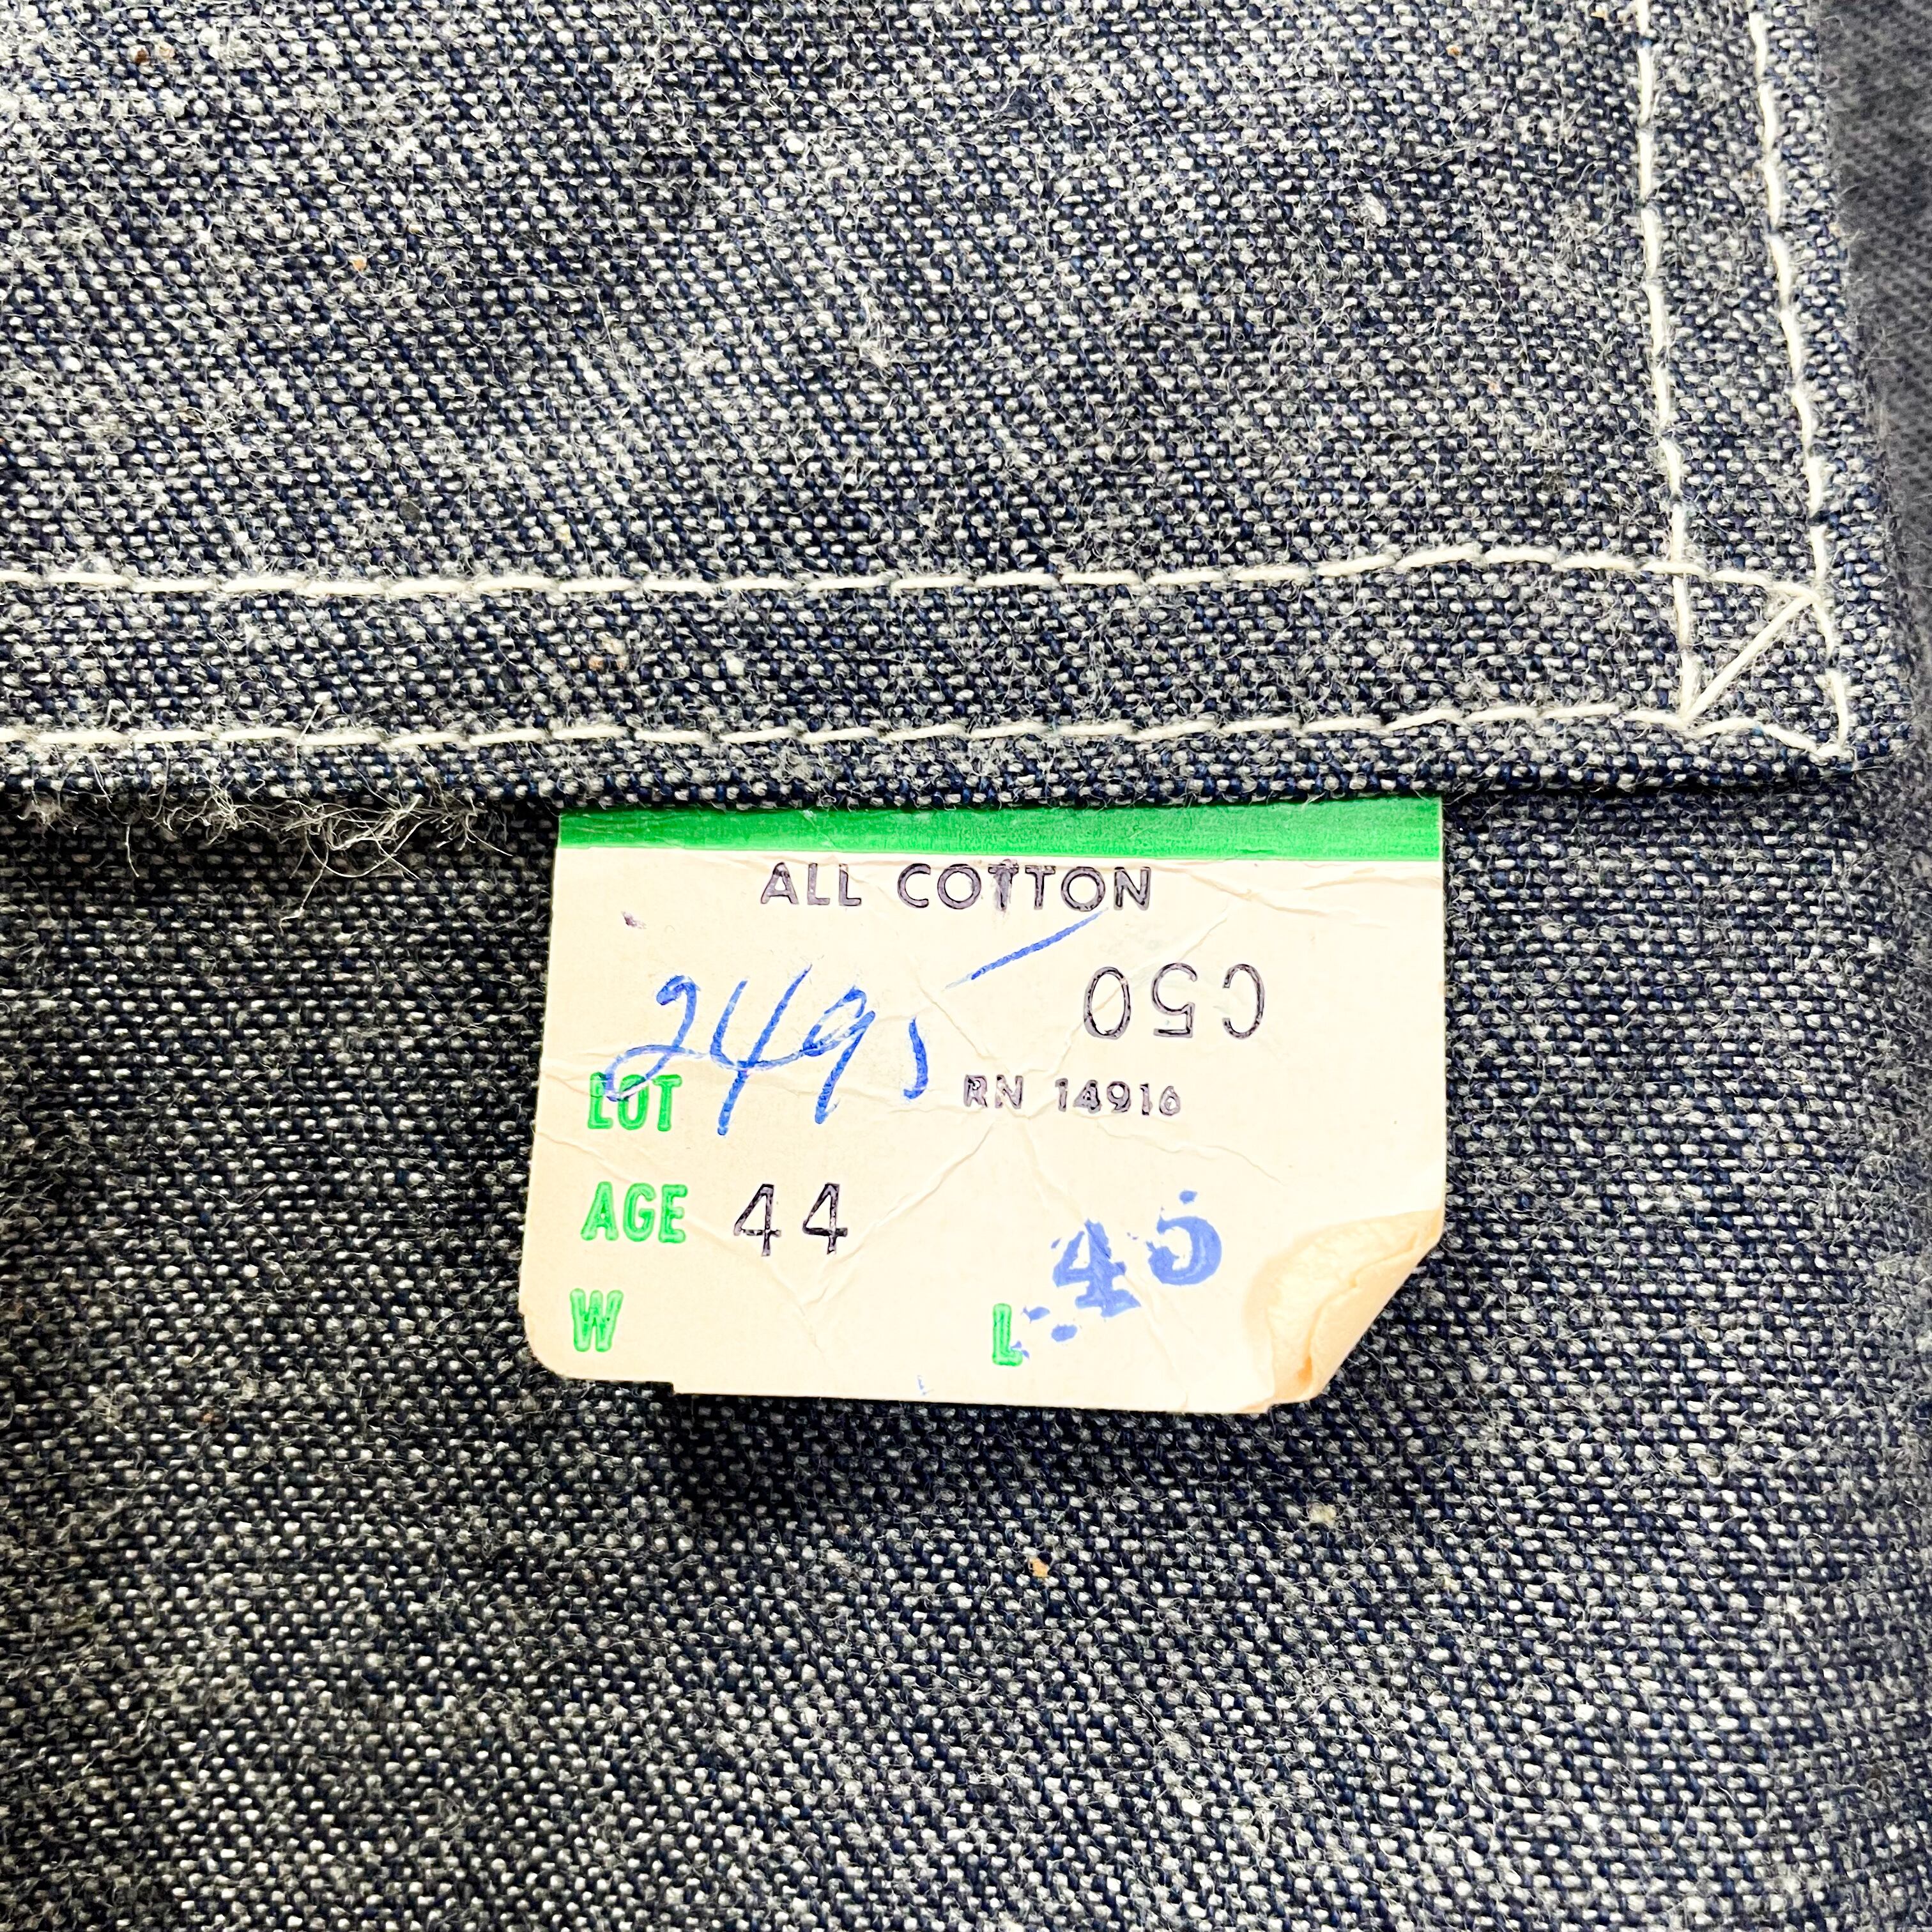 ALL COTTON
2495
C50
LOT
RN 14916
AGE 44
45
W L